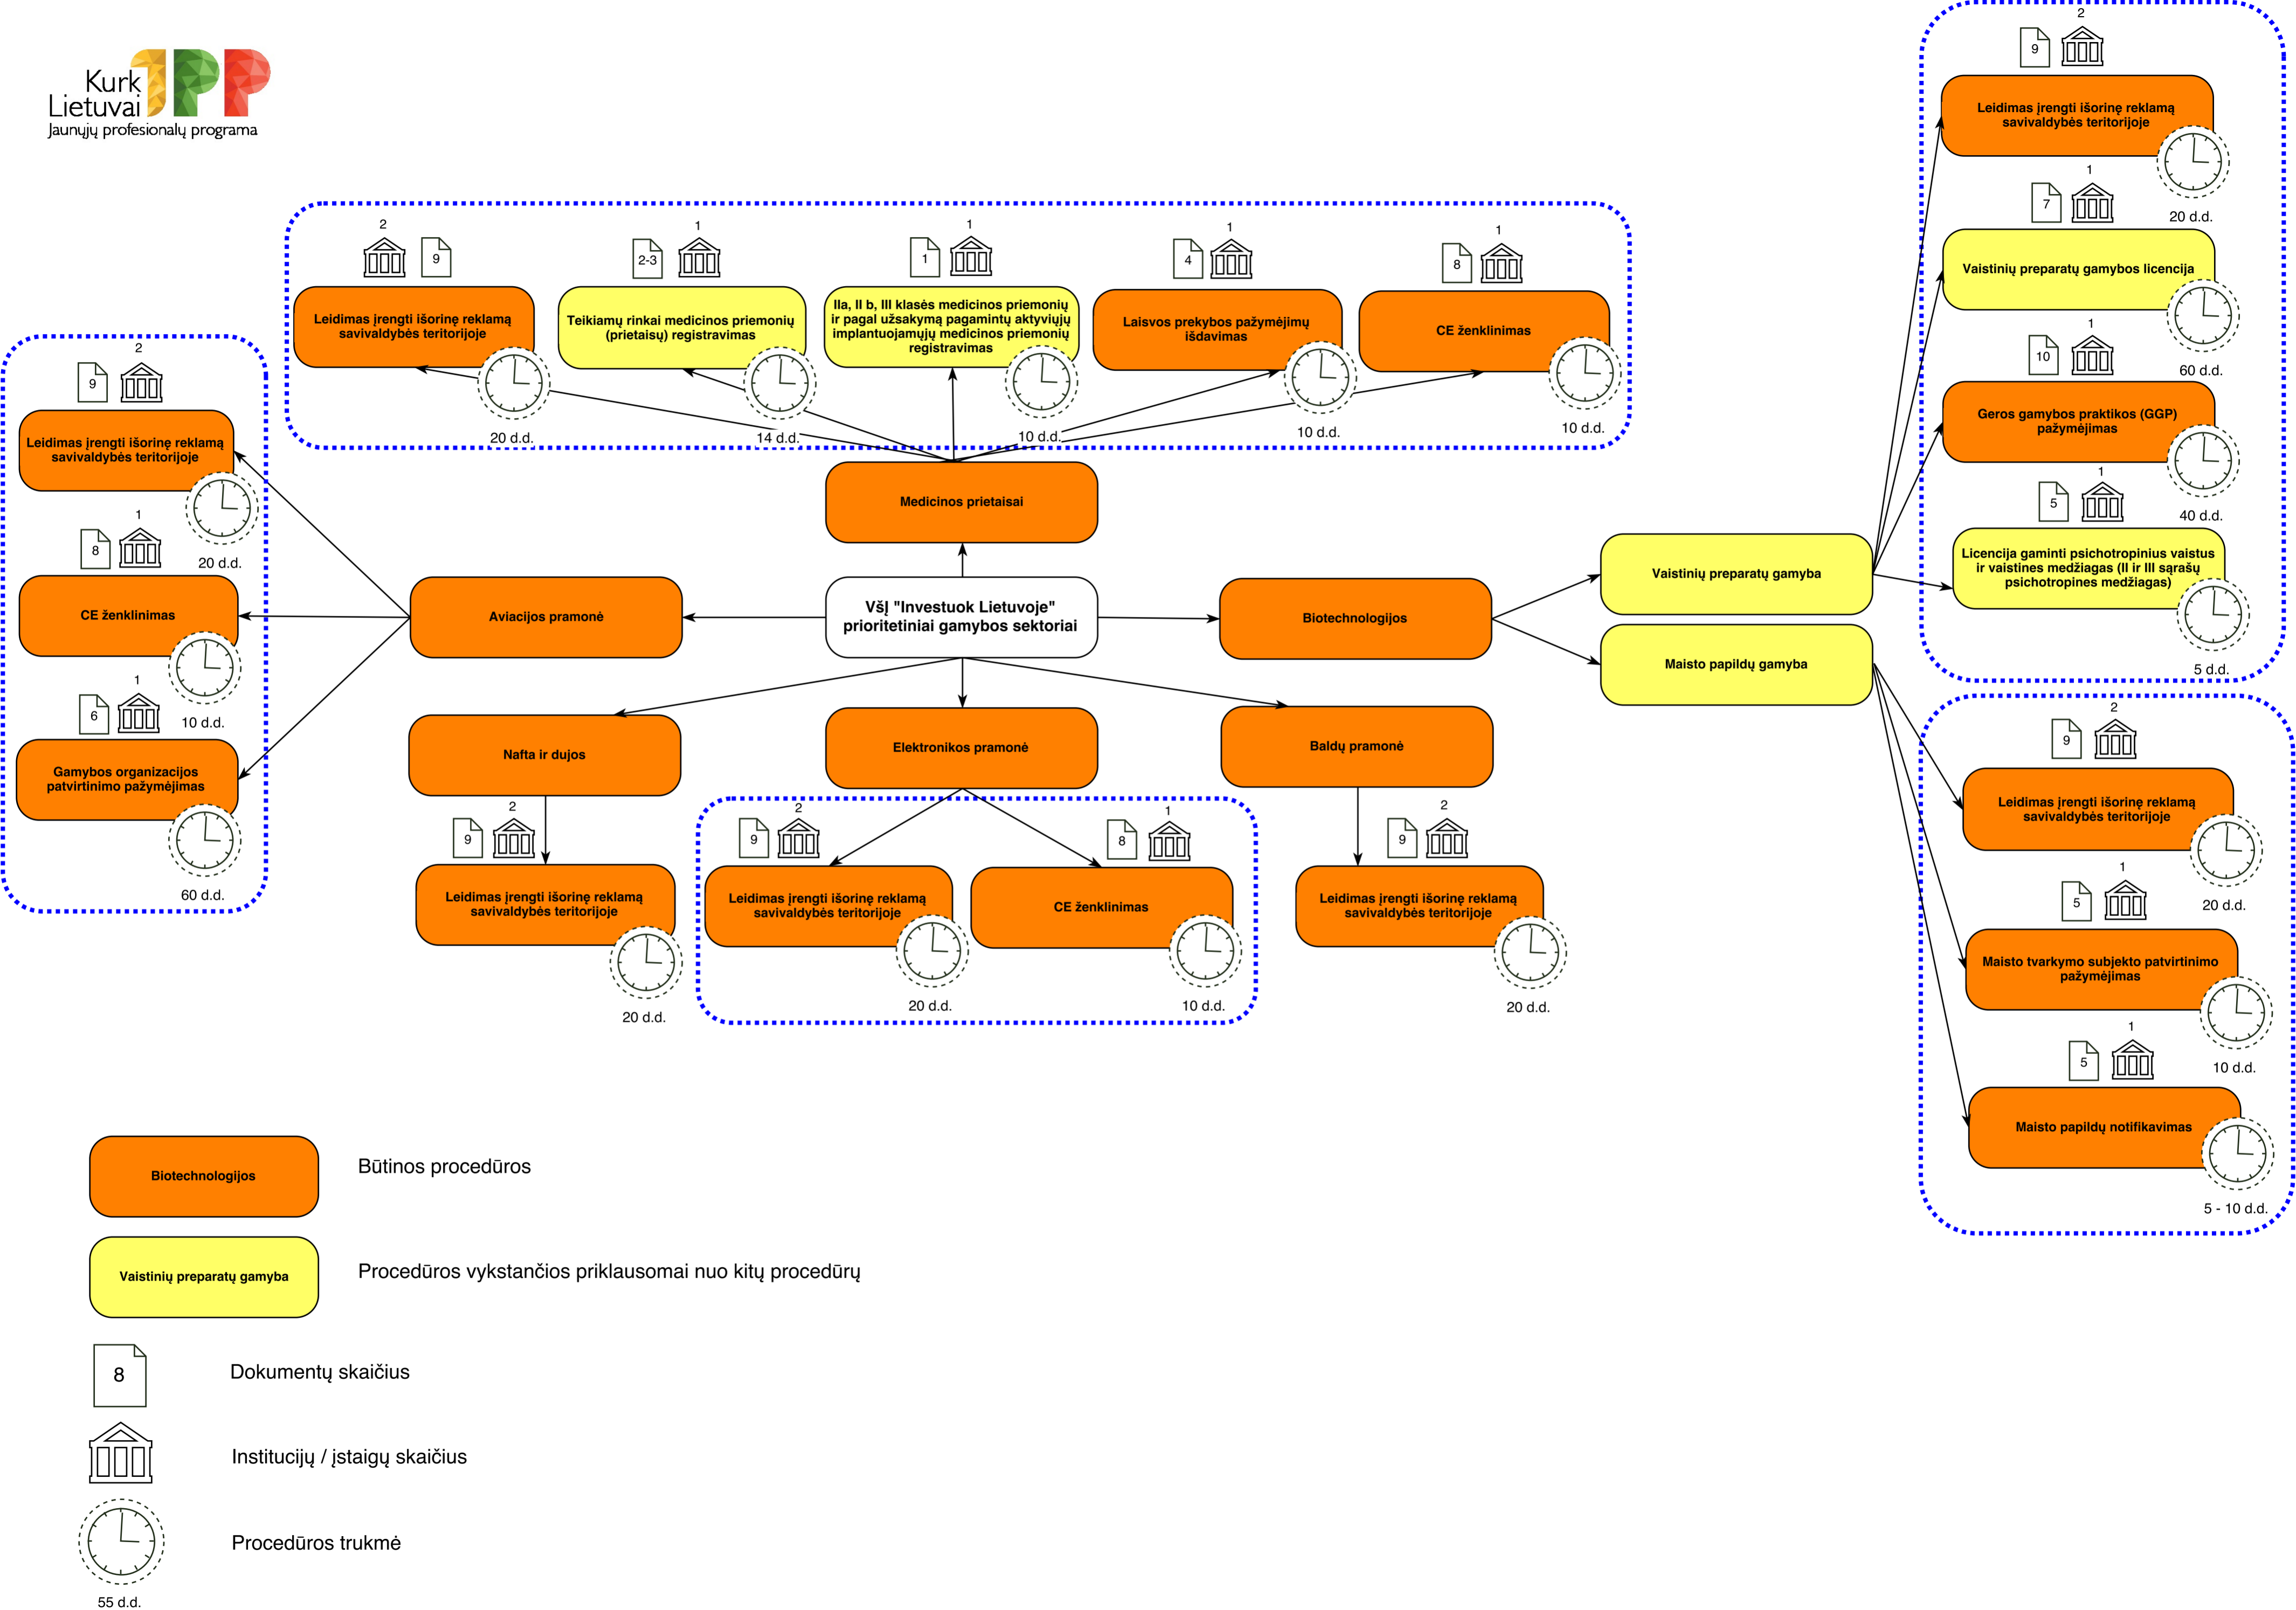 Kurk
Lietuvai
JPP
Jaunųjų profesionalų programa
2
9
Leidimas įrengti išorinę reklamą
savivaldybės teritorijoje
20 d.d.
1
2-3
Teikiamų rinkai medicinos priemonių
(prietaisų) registravimas
14 d.d.
1
1
IIa, II b, III klasės medicinos priemonių
ir pagal užsakymą pagamintų aktyviųjų
implantuojamųjų medicinos priemonių
registravimas
10 d.d.
1
4
Laisvos prekybos pažymėjimų
išdavimas
10 d.d.
1
8
CE ženklinimas
10 d.d.
Medicinos prietaisai
2
9
Leidimas įrengti išorinę reklamą
savivaldybės teritorijoje
20 d.d.
1
8
CE ženklinimas
10 d.d.
1
6
Gamybos organizacijos
patvirtinimo pažymėjimas
60 d.d.
Aviacijos pramonė
VšĮ "Investuok Lietuvoje"
prioritetiniai gamybos sektoriai
Biotechnologijos
Vaistinių preparatų gamyba
Maisto papildų gamyba
2
9
Leidimas įrengti išorinę reklamą
savivaldybės teritorijoje
20 d.d.
1
7
Vaistinių preparatų gamybos licencija
60 d.d.
1
10
Geros gamybos praktikos (GGP)
pažymėjimas
40 d.d.
1
5
Licencija gaminti psichotropinius vaistus
ir vaistines medžiagas (II ir III sąrašų
psichotropines medžiagas)
5 d.d.
2
9
Leidimas įrengti išorinę reklamą
savivaldybės teritorijoje
20 d.d.
1
5
Maisto tvarkymo subjekto patvirtinimo
pažymėjimas
10 d.d.
1
5
Maisto papildų notifikavimas
5 - 10 d.d.
Nafta ir dujos
2
9
Leidimas įrengti išorinę reklamą
savivaldybės teritorijoje
20 d.d.
Elektronikos pramonė
2
9
Leidimas įrengti išorinę reklamą
savivaldybės teritorijoje
20 d.d.
1
8
CE ženklinimas
10 d.d.
Baldų pramonė
2
9
Leidimas įrengti išorinę reklamą
savivaldybės teritorijoje
20 d.d.
Biotechnologijos
Būtinos procedūros
Vaistinių preparatų gamyba
Procedūros vykstančios priklausomai nuo kitų procedūrų
8
Dokumentų skaičius
Institucijų / įstaigų skaičius
Procedūros trukmė
55 d.d.